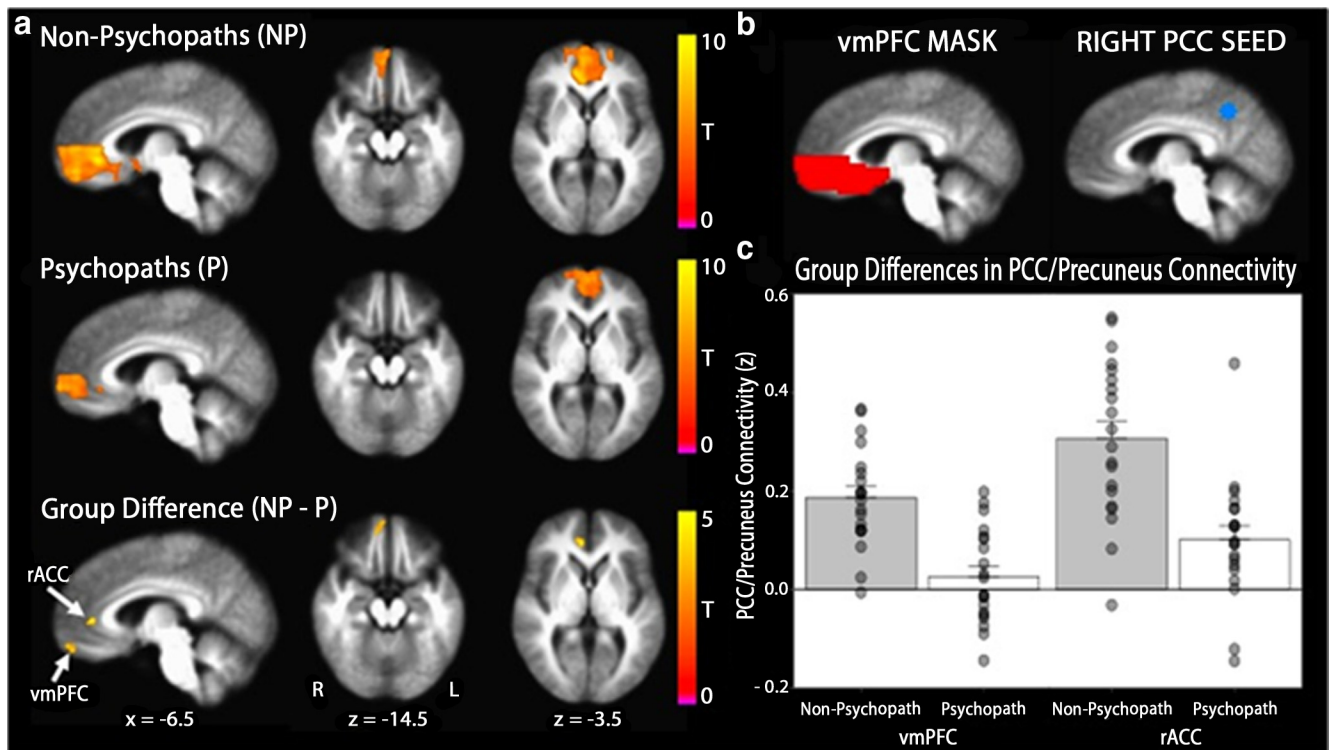 a
Non-Psychopaths (NP)
10
T
0
Psychopaths (P)
10
T
0
Group Difference (NP - P)
5
T
0
rACC
vmPFC
R
L
x = -6.5
z = -14.5
z = -3.5
b
vmPFC MASK
RIGHT PCC SEED
c
Group Differences in PCC/Precuneus Connectivity
PCC/Precuneus Connectivity (z)
0.6
0.4
0.2
0.0
- 0.2
Non-Psychopath
Psychopath
Non-Psychopath
Psychopath
vmPFC
rACC